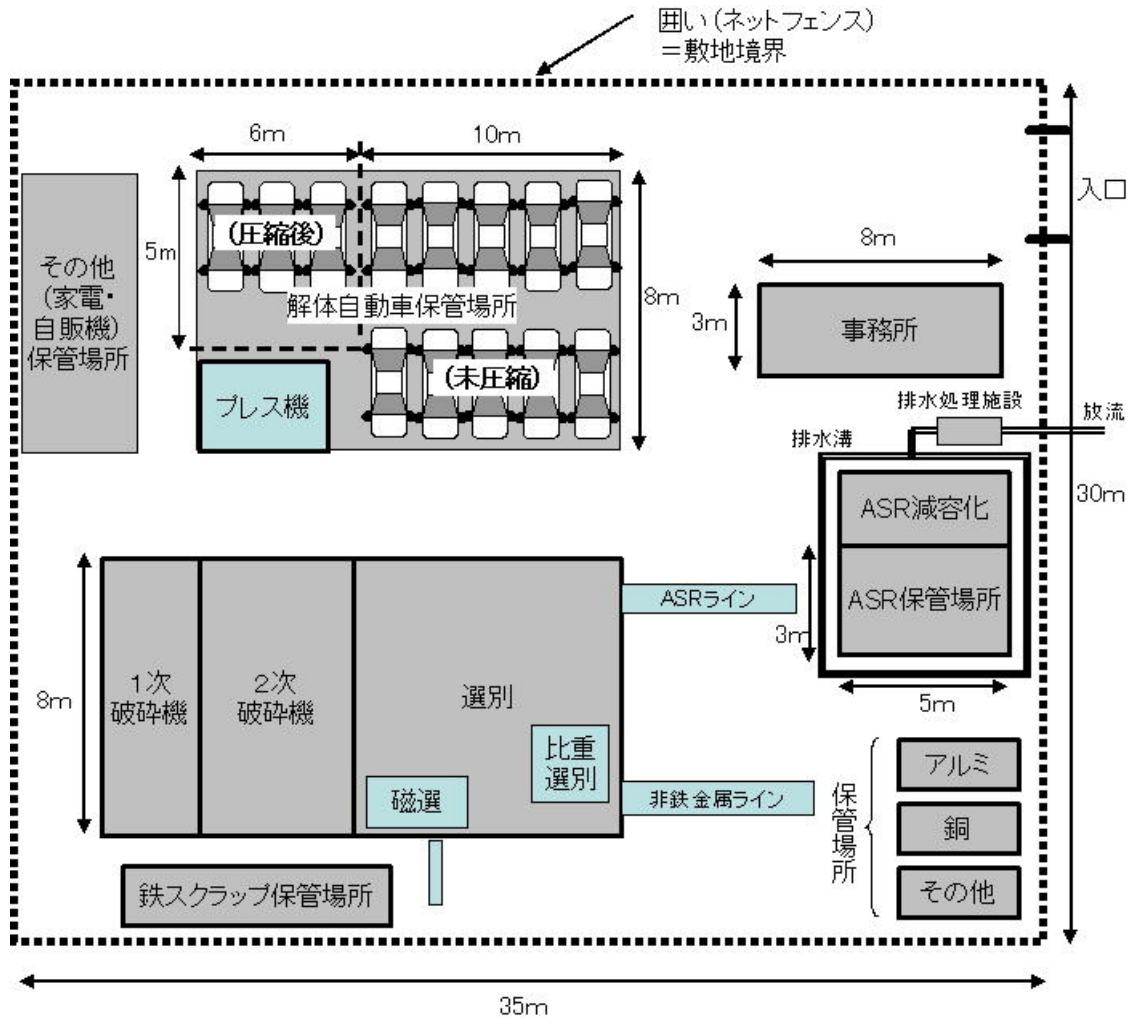 囲い(ネットフェンス)
＝敷地境界
6m
10m
入口
その他
(家電・
自販機)
保管場所
5m
(圧縮後)
解体自動車保管場所
(未圧縮)
プレス機
8m
8m
3m
事務所
排水処理施設
放流
排水溝
30m
ASR減容化
ASR保管場所
3m
5m
8m
1次
破砕機
2次
破砕機
選別
磁選
比重
選別
ASRライン
非鉄金属ライン
保管場所
アルミ
銅
その他
鉄スクラップ保管場所
35m